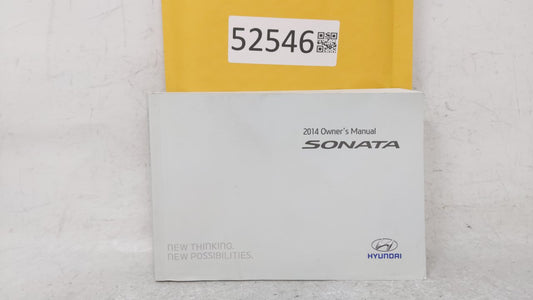 52546
2014 Owner's Manual
SONATA
NEW THINKING.
NEW POSSIBILITIES.
HYUNDAI